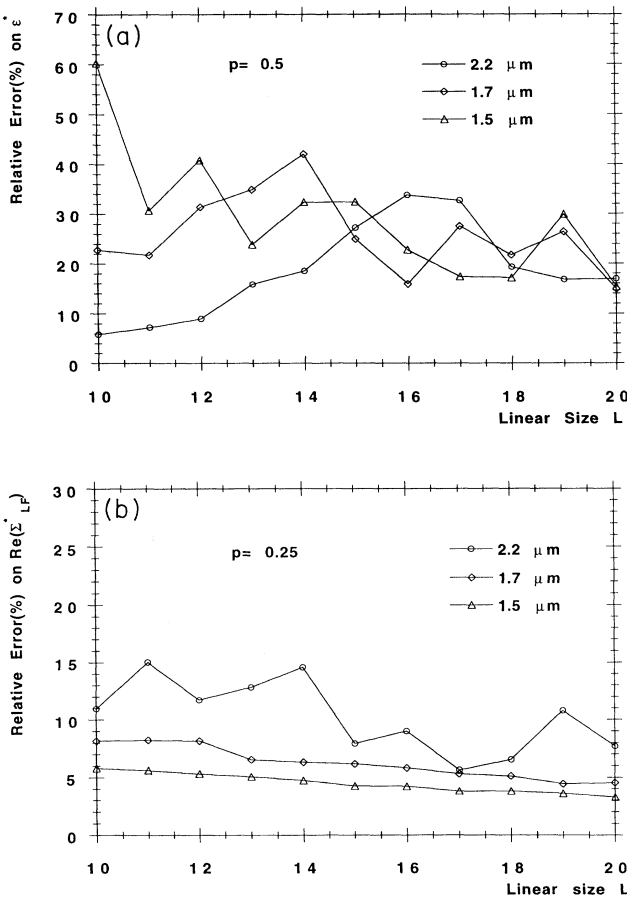 70
(a)
Relative Error(%) on ε*
p= 0.5
2.2 μm
60
1.7 μm
50
1.5 μm
40
30
20
10
0
10 12 14 16 18 20
Linear Size L
30
(b)
Relative Error(%) on Re(Σ*LF)
p= 0.25
2.2 μm
25
1.7 μm
1.5 μm
20
15
10
5
0
10 12 14 16 18 20
Linear size L